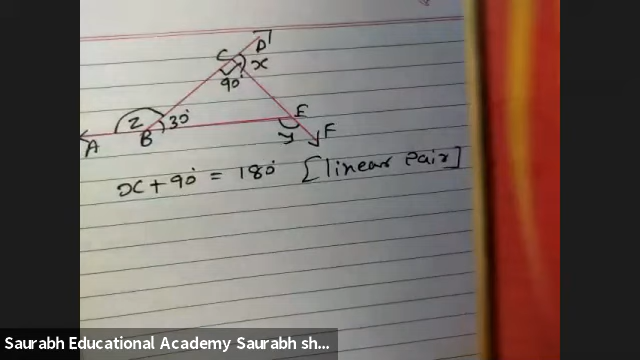 C D
x
90°
E
Z 30°
A B y F
x + 90° = 180° [linear pair]
Saurabh Educational Academy Saurabh sh...